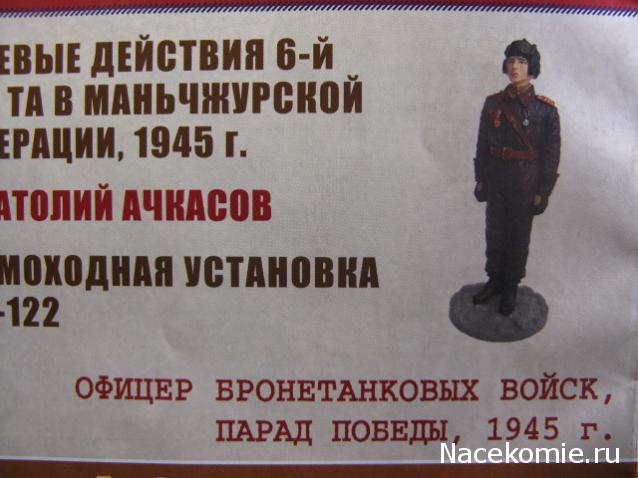 ЕВЫЕ ДЕЙСТВИЯ 6-й
ТА В МАНЬЧЖУРСКОЙ
ЕРАЦИИ, 1945 г.
АТОЛИЙ АЧКАСОВ
МОХОДНАЯ УСТАНОВКА
-122
ОФИЦЕР БРОНЕТАНКОВЫХ ВОЙСК,
ПАРАД ПОБЕДЫ, 1945 г.
Nacekomie.ru